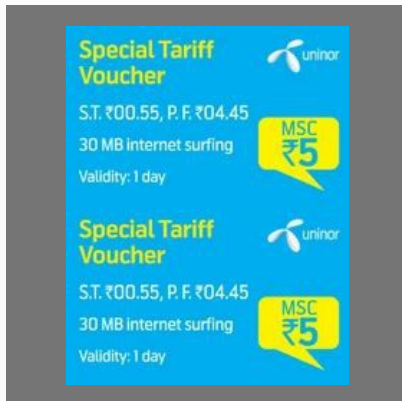 Special Tariff
Voucher
uninor
S.T. ₹00.55, P. F. ₹04.45
30 MB internet surfing
Validity: 1 day
MSC
₹5
Special Tariff
Voucher
uninor
S.T. ₹00.55, P. F. ₹04.45
30 MB internet surfing
Validity: 1 day
MSC
₹5